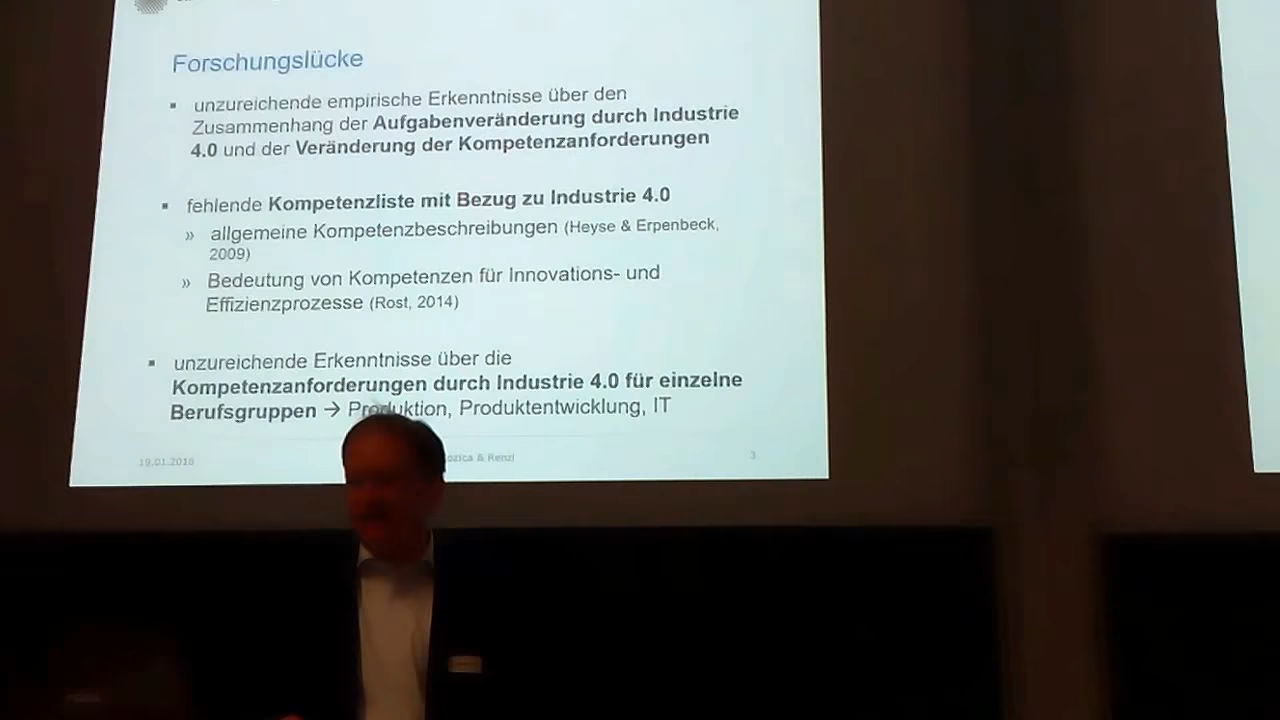 Forschungslücke
▪ unzureichende empirische Erkenntnisse über den
Zusammenhang der Aufgabenveränderung durch Industrie
4.0 und der Veränderung der Kompetenzanforderungen
▪ fehlende Kompetenzliste mit Bezug zu Industrie 4.0
» allgemeine Kompetenzbeschreibungen (Heyse & Erpenbeck,
2009)
» Bedeutung von Kompetenzen für Innovations- und
Effizienzprozesse (Rost, 2014)
▪ unzureichende Erkenntnisse über die
Kompetenzanforderungen durch Industrie 4.0 für einzelne
Berufsgruppen → Produktion, Produktentwicklung, IT
19.01.2018
& Renzl
3